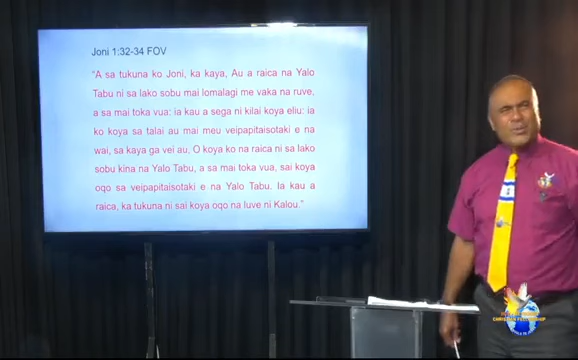 Joni 1:32-34 FOV
“A sa tukuna ko Joni, ka kaya, Au a raica na Yalo
Tabu ni sa lako sobu mai lomalagi me vaka na ruve,
a sa mai toka vua: ia kau a sega ni kilai koya eliu: ia
ko koya sa talai au mai meu veipapitaisotaki e na
wai, sa kaya ga vei au, O koya ko na raica ni sa lako
sobu kina na Yalo Tabu, a sa mai toka vua, sai koya
oqo sa veipapitaisotaki e na Yalo Tabu. Ia kau a
raica, ka tukuna ni sai koya oqo na luve ni Kalou.”
CHRISTIAN FELLOWSHIP